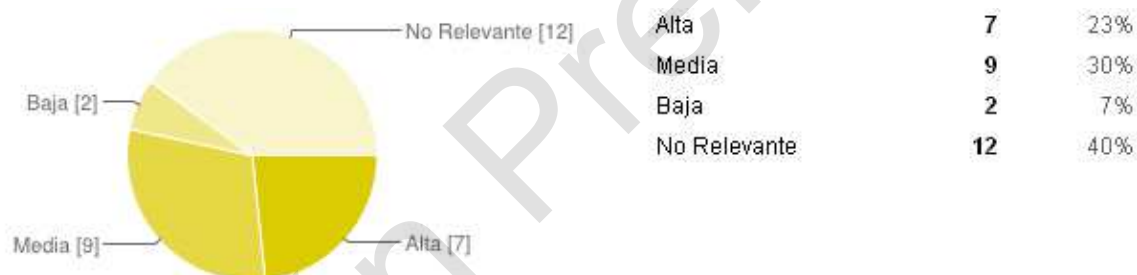 No Relevante [12]
Baja [2]
Media [9]
Alta [7]
Alta 7 23%
Media 9 30%
Baja 2 7%
No Relevante 12 40%